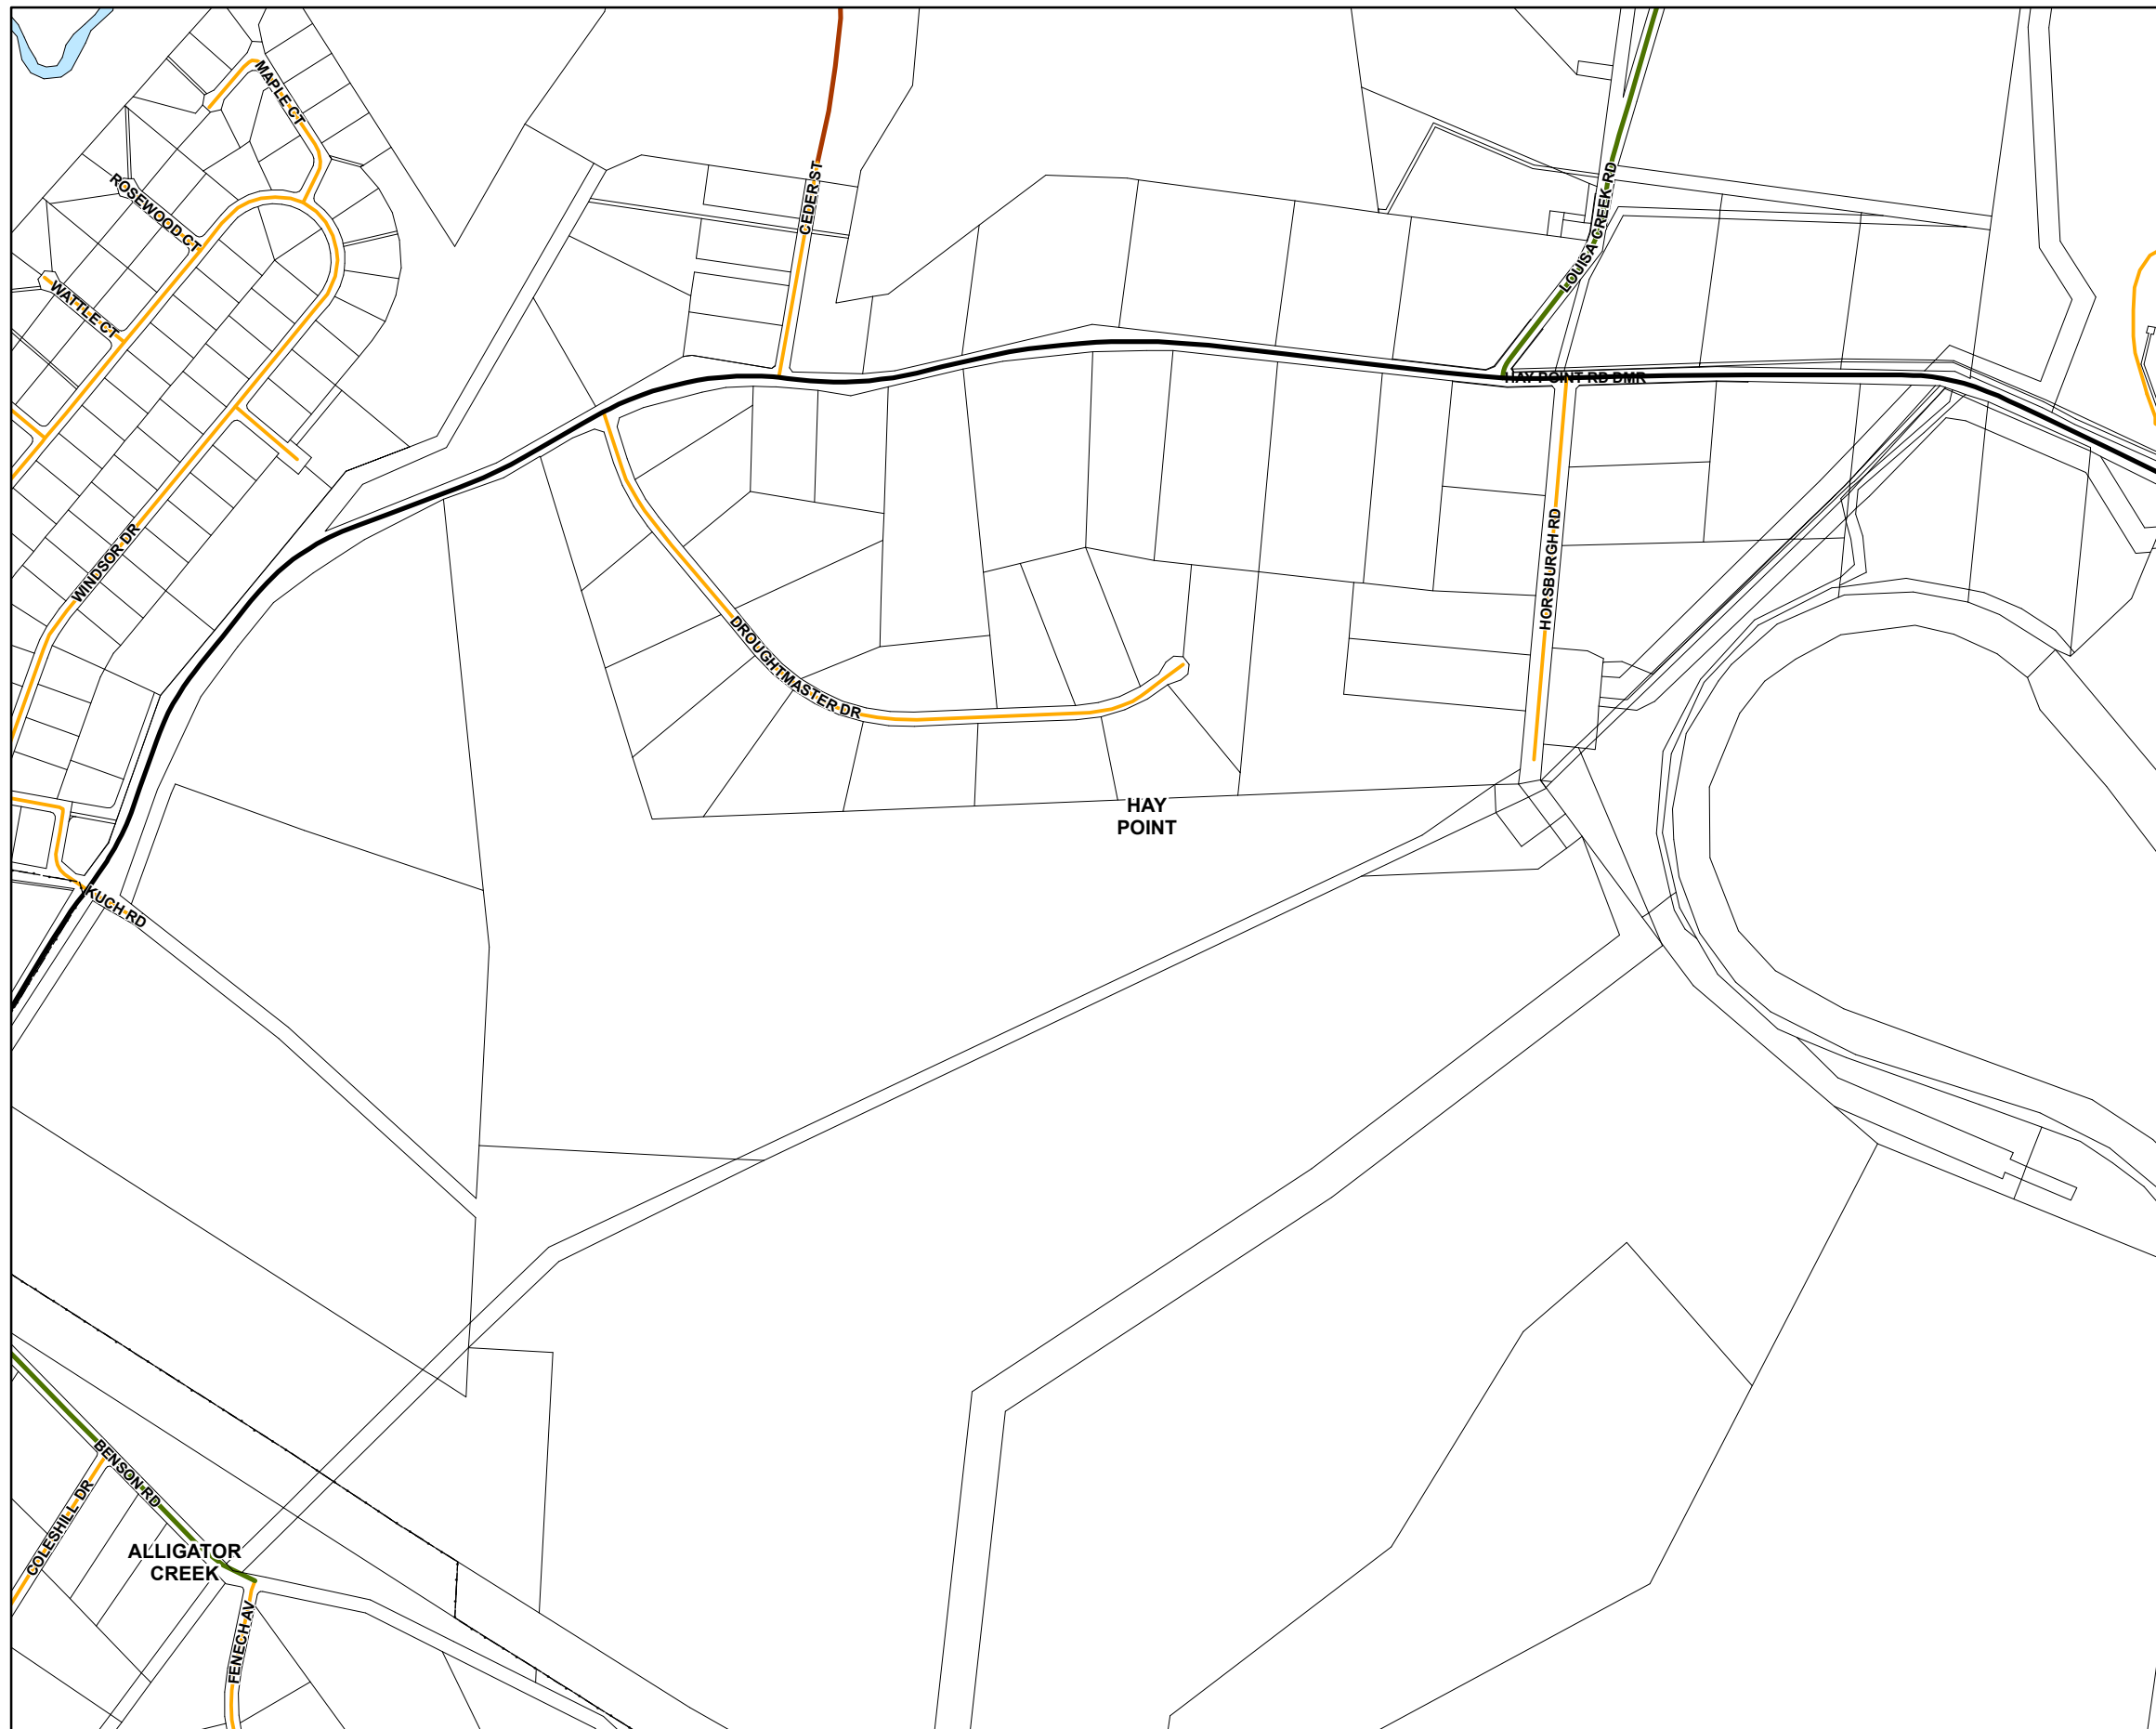 MAPLE CT
ROSEWOOD CT
CEDER ST
LOUISA CREEK RD
WATTLE CT
HAY POINT RD DMR
WINDSOR DR
HORSBURGH RD
DROUGHTMASTER DR
HAY
POINT
KUCH RD
BENSON RD
COLESHILL DR
ALLIGATOR
CREEK
FENECH AV